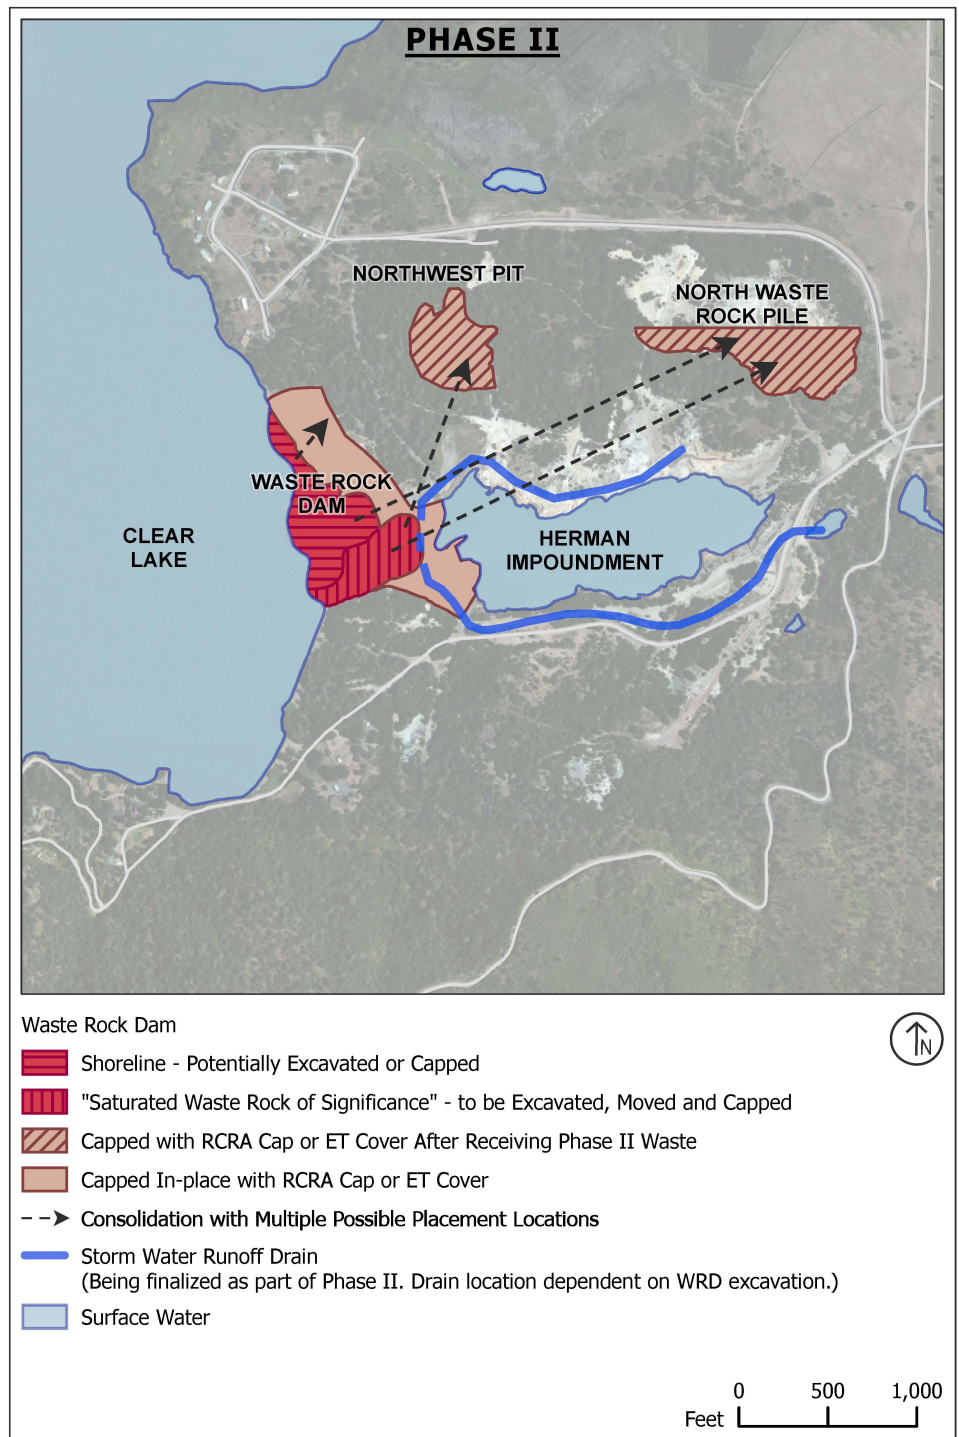 PHASE II
NORTHWEST PIT
NORTH WASTE
ROCK PILE
WASTE ROCK
DAM
CLEAR
LAKE
HERMAN
IMPOUNDMENT
Waste Rock Dam
N
Shoreline - Potentially Excavated or Capped
"Saturated Waste Rock of Significance" - to be Excavated, Moved and Capped
Capped with RCRA Cap or ET Cover After Receiving Phase II Waste
Capped In-place with RCRA Cap or ET Cover
Consolidation with Multiple Possible Placement Locations
Storm Water Runoff Drain
(Being finalized as part of Phase II. Drain location dependent on WRD excavation.)
Surface Water
0 500 1,000
Feet